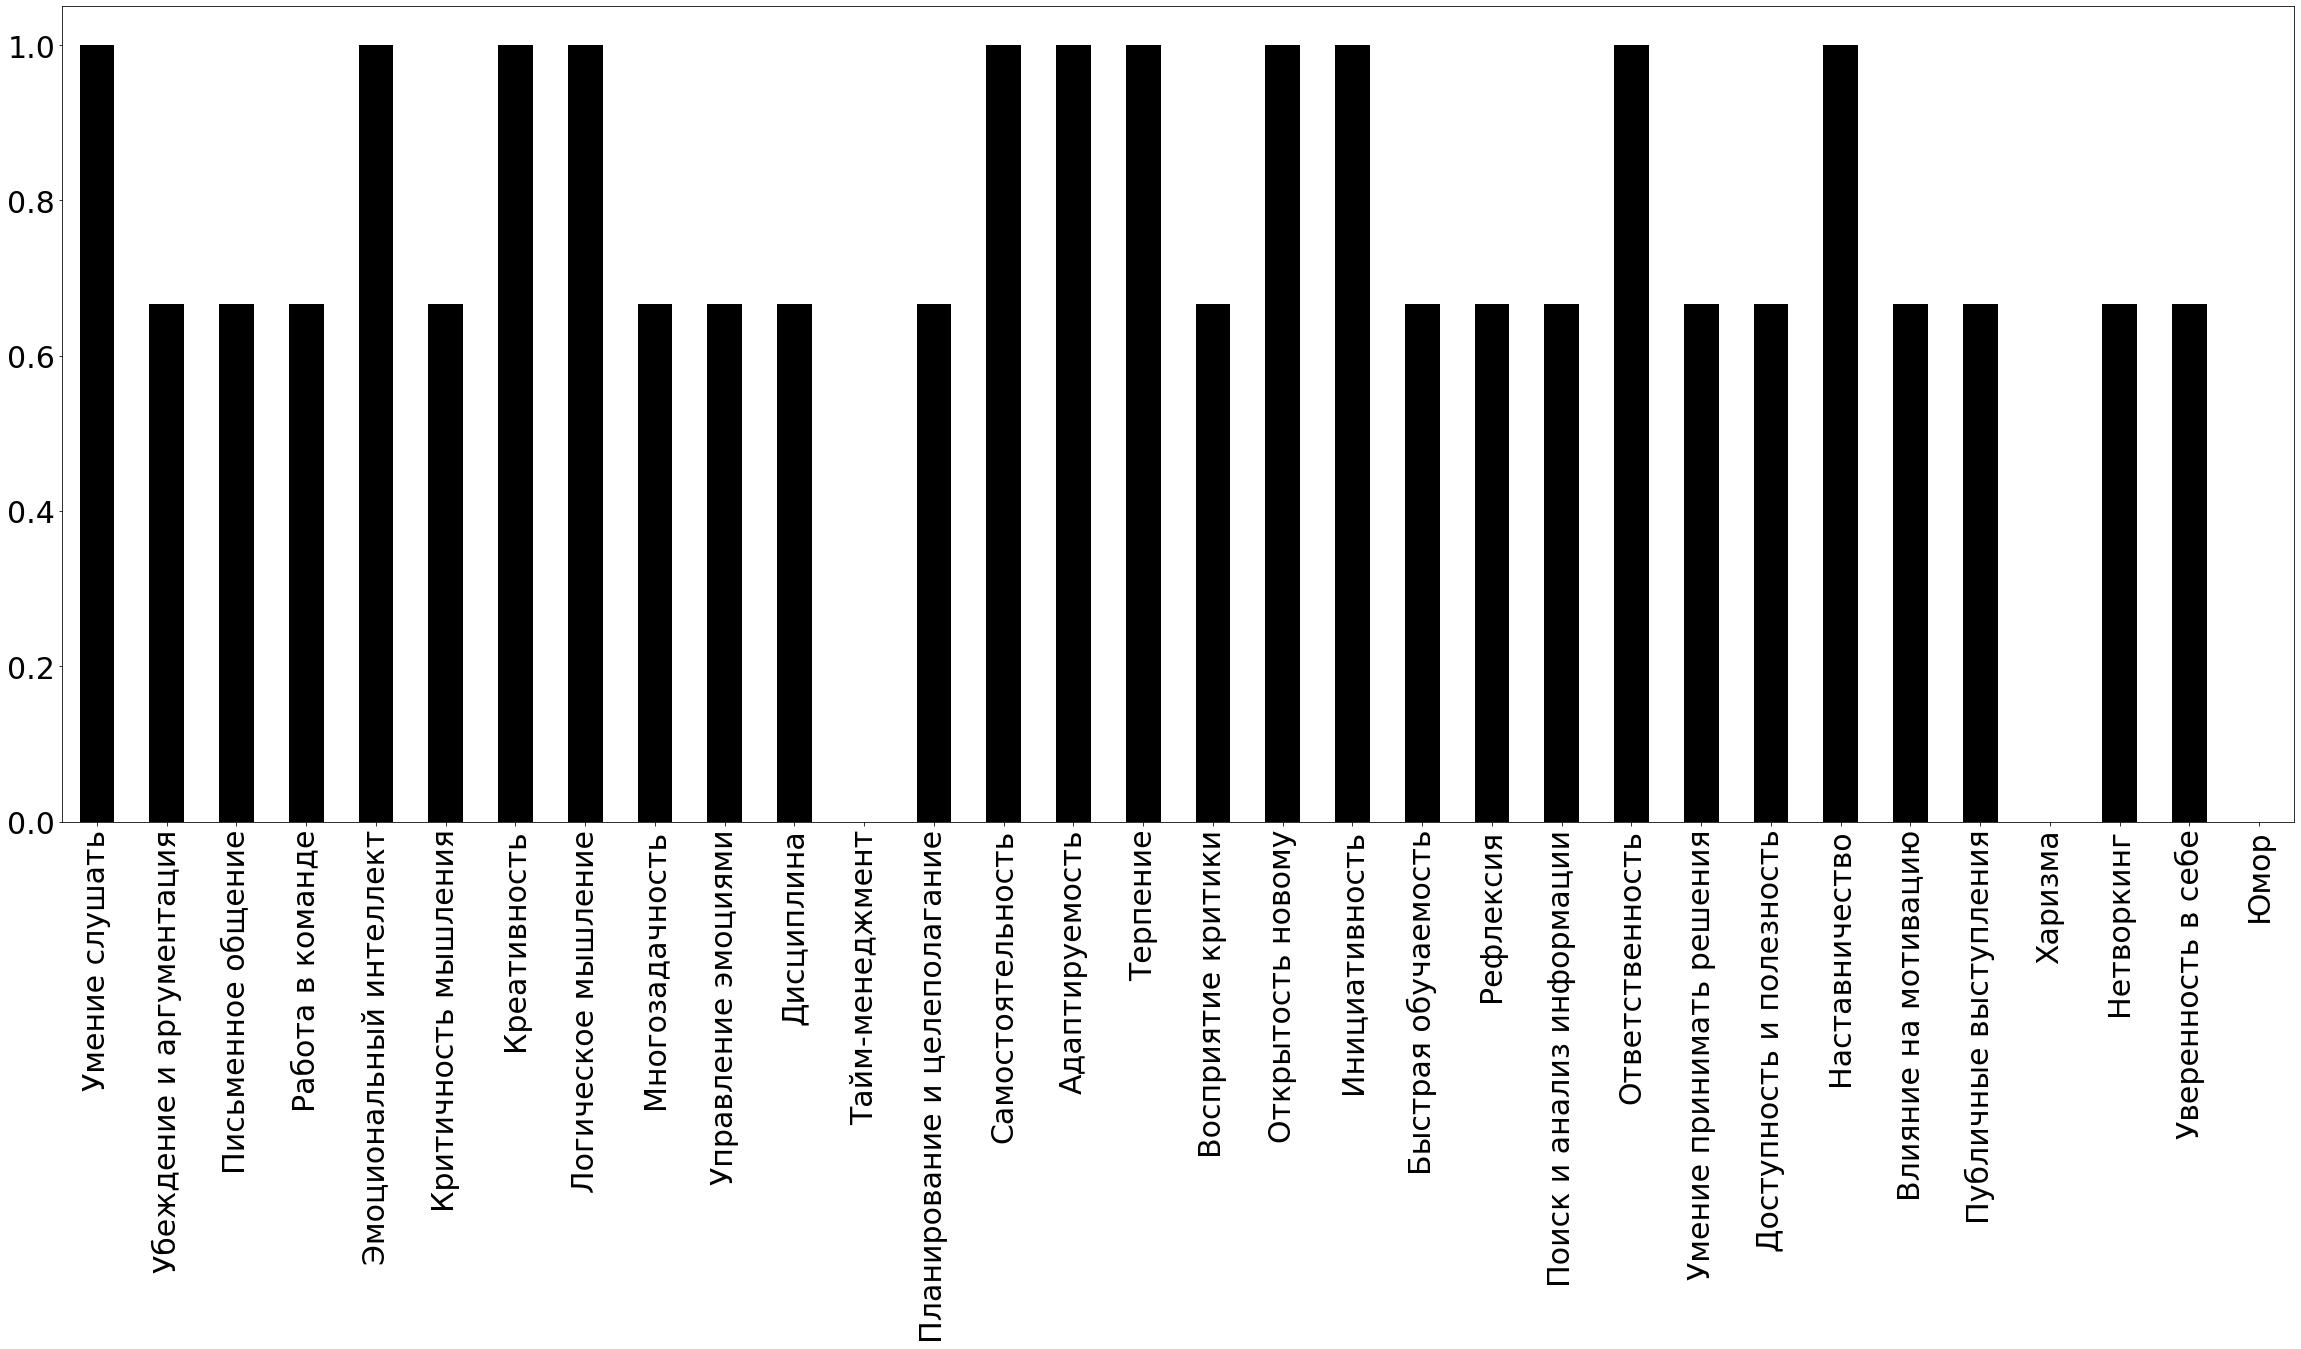 1.0
0.8
0.6
0.4
0.2
0.0
Умение слушать
Убеждение и аргументация
Письменное общение
Работа в команде
Эмоциональный интеллект
Критичность мышления
Креативность
Логическое мышление
Многозадачность
Управление эмоциями
Дисциплина
Тайм-менеджмент
Планирование и целеполагание
Самостоятельность
Адаптируемость
Терпение
Восприятие критики
Открытость новому
Инициативность
Быстрая обучаемость
Рефлексия
Поиск и анализ информации
Ответственность
Умение принимать решения
Доступность и полезность
Наставничество
Влияние на мотивацию
Публичные выступления
Харизма
Нетворкинг
Уверенность в себе
Юмор